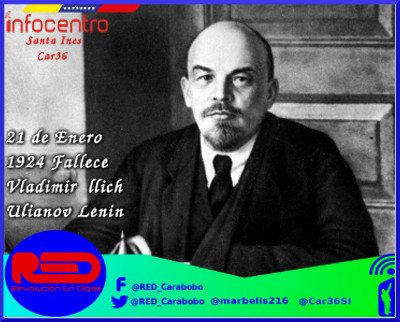 infocentro
Santa Ines
Car36
21 de Enero
1924 Fallece
Vladimir llich
Ulianov Lenin
RED
Revolución En Digital
@RED_Carabobo
@RED_Carabobo @marbelis216 @Car36SI